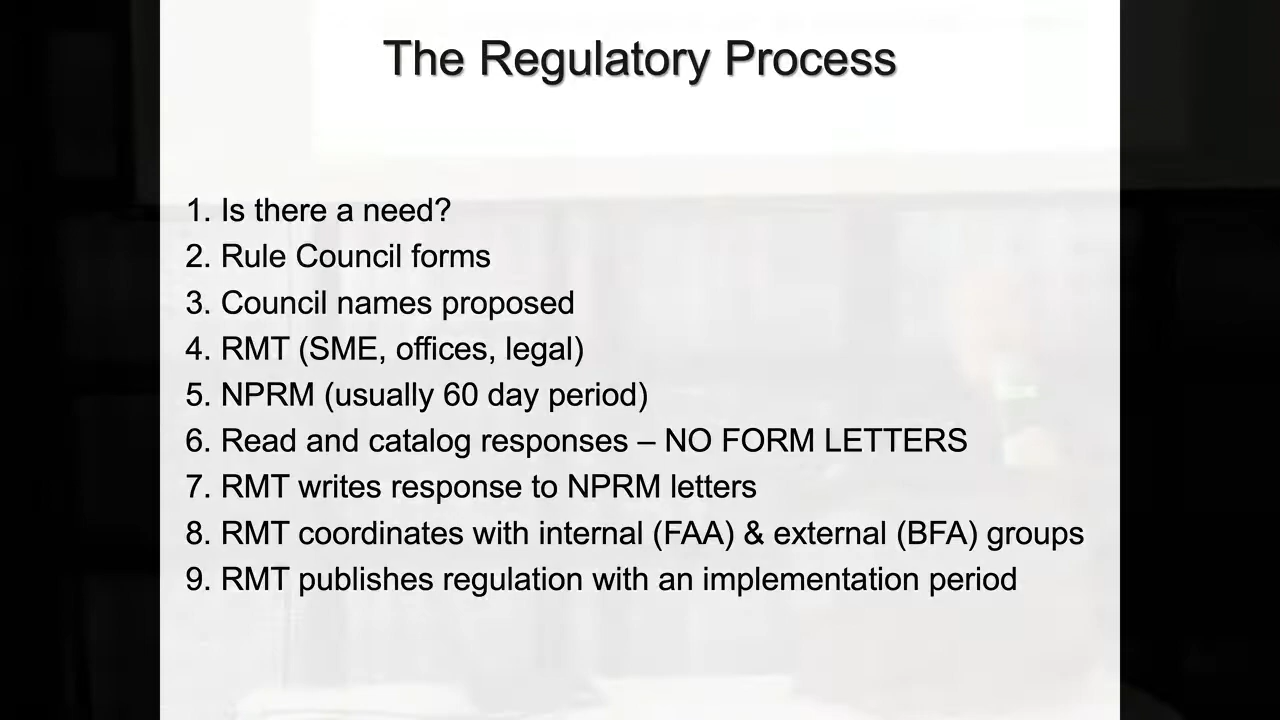 The Regulatory Process
1. Is there a need?
2. Rule Council forms
3. Council names proposed
4. RMT (SME, offices, legal)
5. NPRM (usually 60 day period)
6. Read and catalog responses – NO FORM LETTERS
7. RMT writes response to NPRM letters
8. RMT coordinates with internal (FAA) & external (BFA) groups
9. RMT publishes regulation with an implementation period